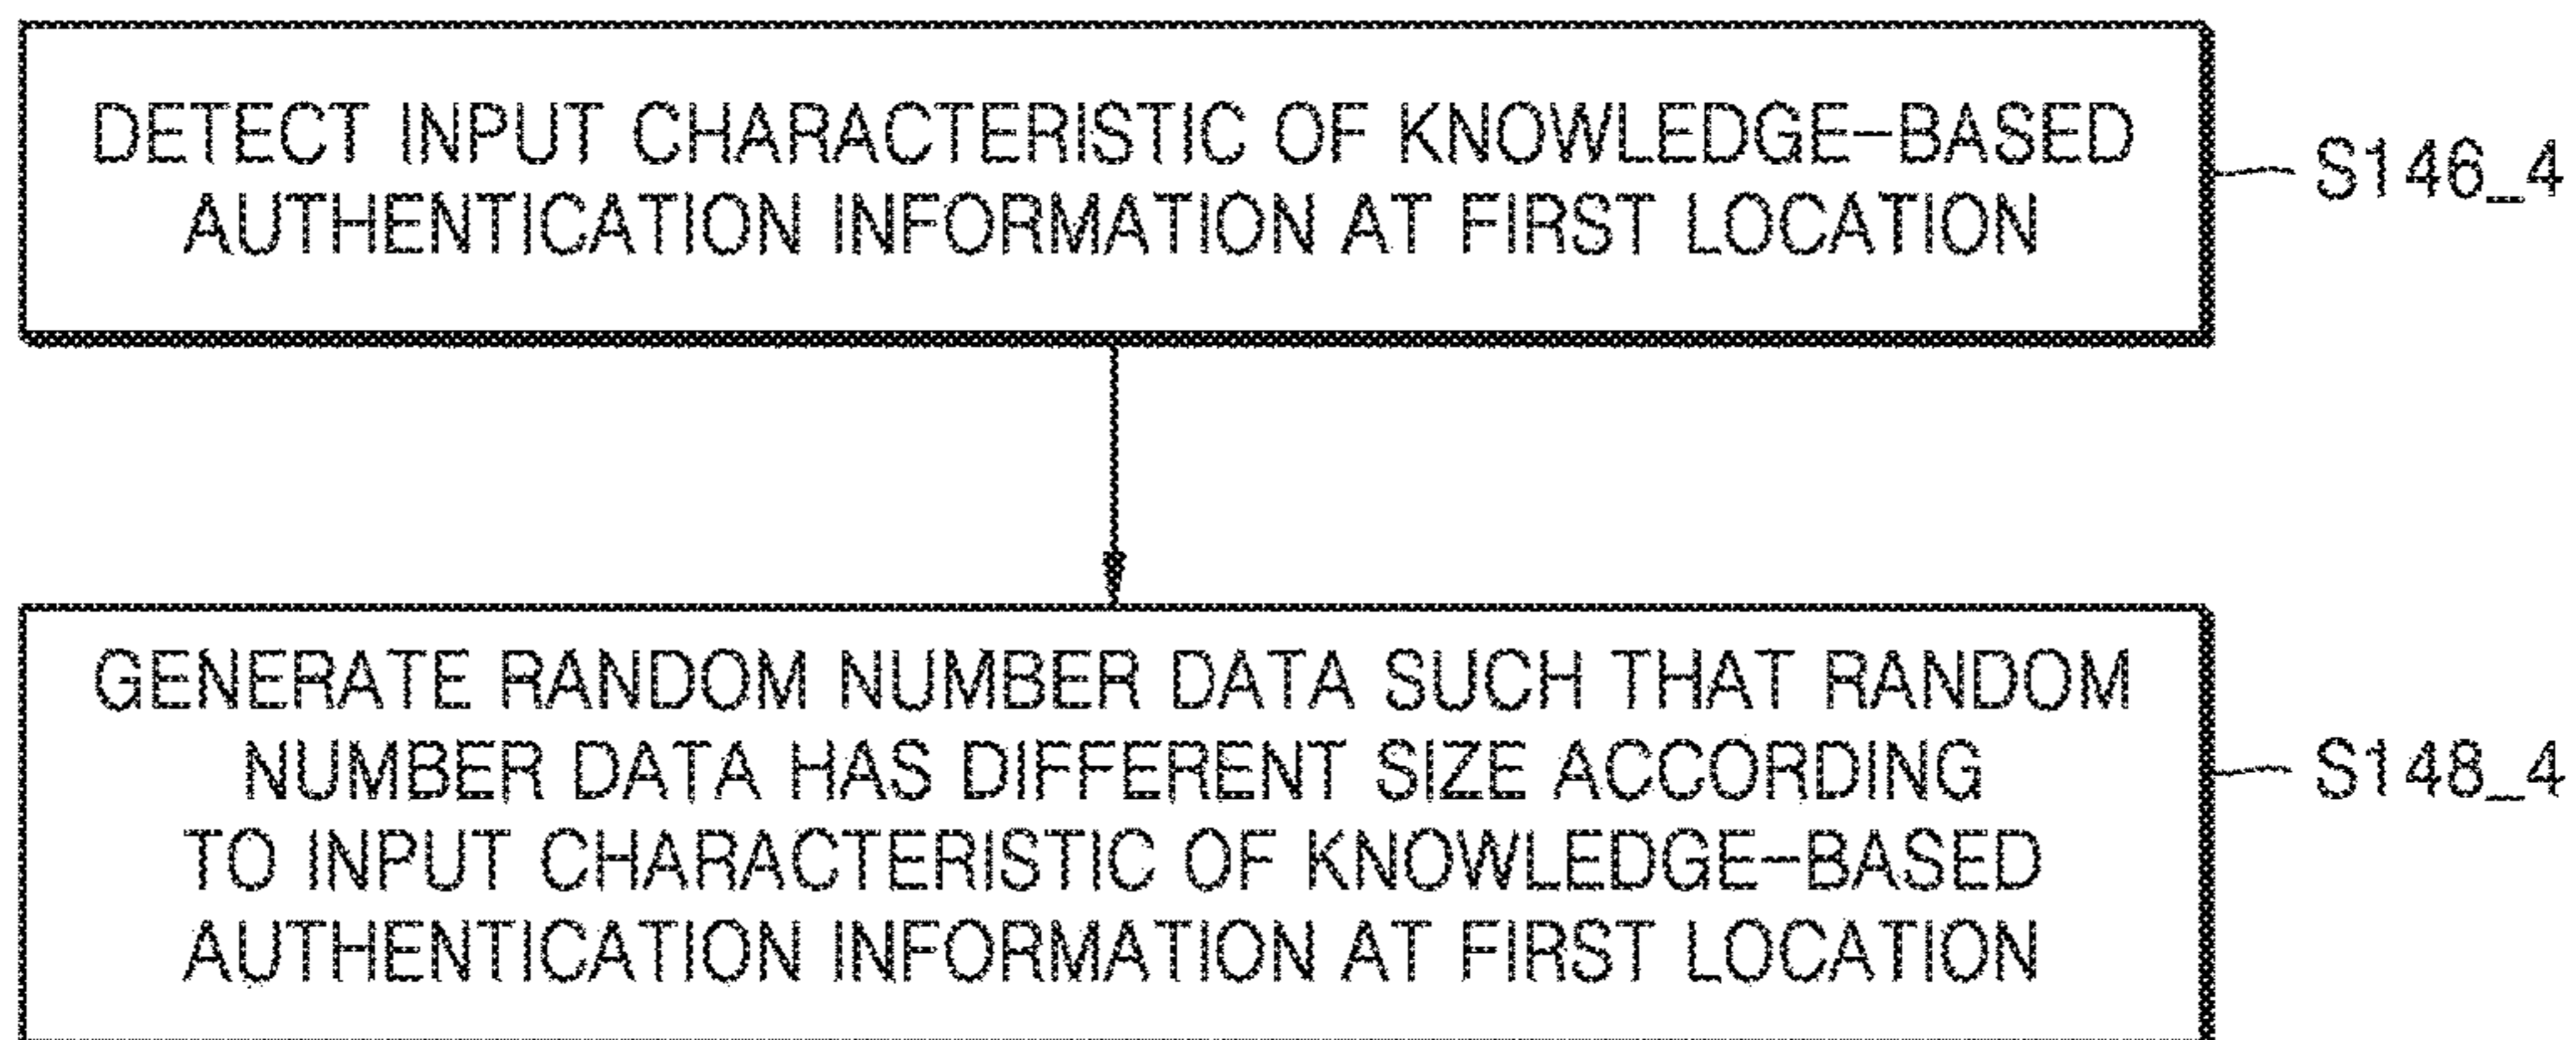 DETECT INPUT CHARACTERISTIC OF KNOWLEDGE-BASED
AUTHENTICATION INFORMATION AT FIRST LOCATION
S146_4
GENERATE RANDOM NUMBER DATA SUCH THAT RANDOM
NUMBER DATA HAS DIFFERENT SIZE ACCORDING
TO INPUT CHARACTERISTIC OF KNOWLEDGE-BASED
AUTHENTICATION INFORMATION AT FIRST LOCATION
S148_4